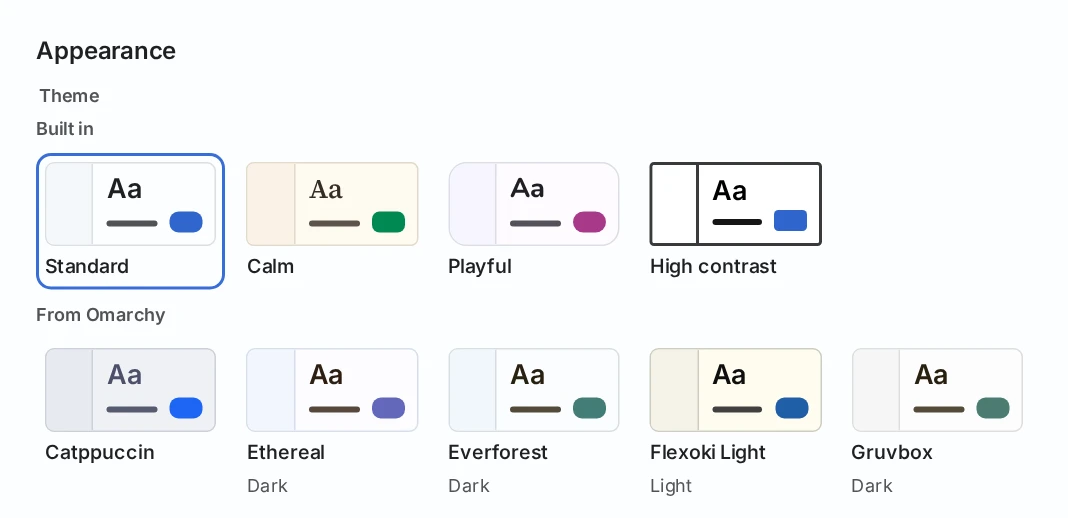 Appearance
Theme
Built in
Aa Aa Aa Aa
Standard Calm Playful High contrast
From Omarchy
Aa Aa Aa Aa Aa
Catppuccin Ethereal Everforest Flexoki Light Gruvbox
Dark Dark Light Dark